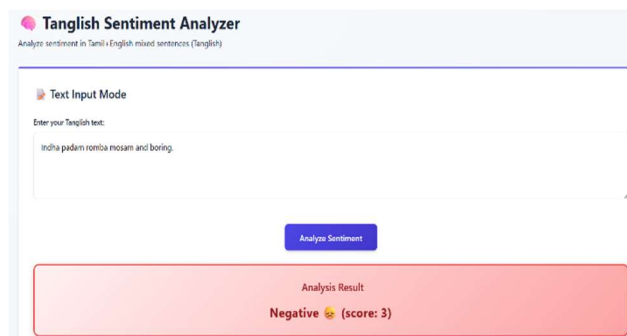 🧠 Tanglish Sentiment Analyzer
Analyze sentiment in Tamil+English mixed sentences (Tanglish)
📝 Text Input Mode
Enter your Tanglish text:
Indha padam romba mosam and boring.
Analyze Sentiment
Analysis Result
Negative 😞 (score: 3)